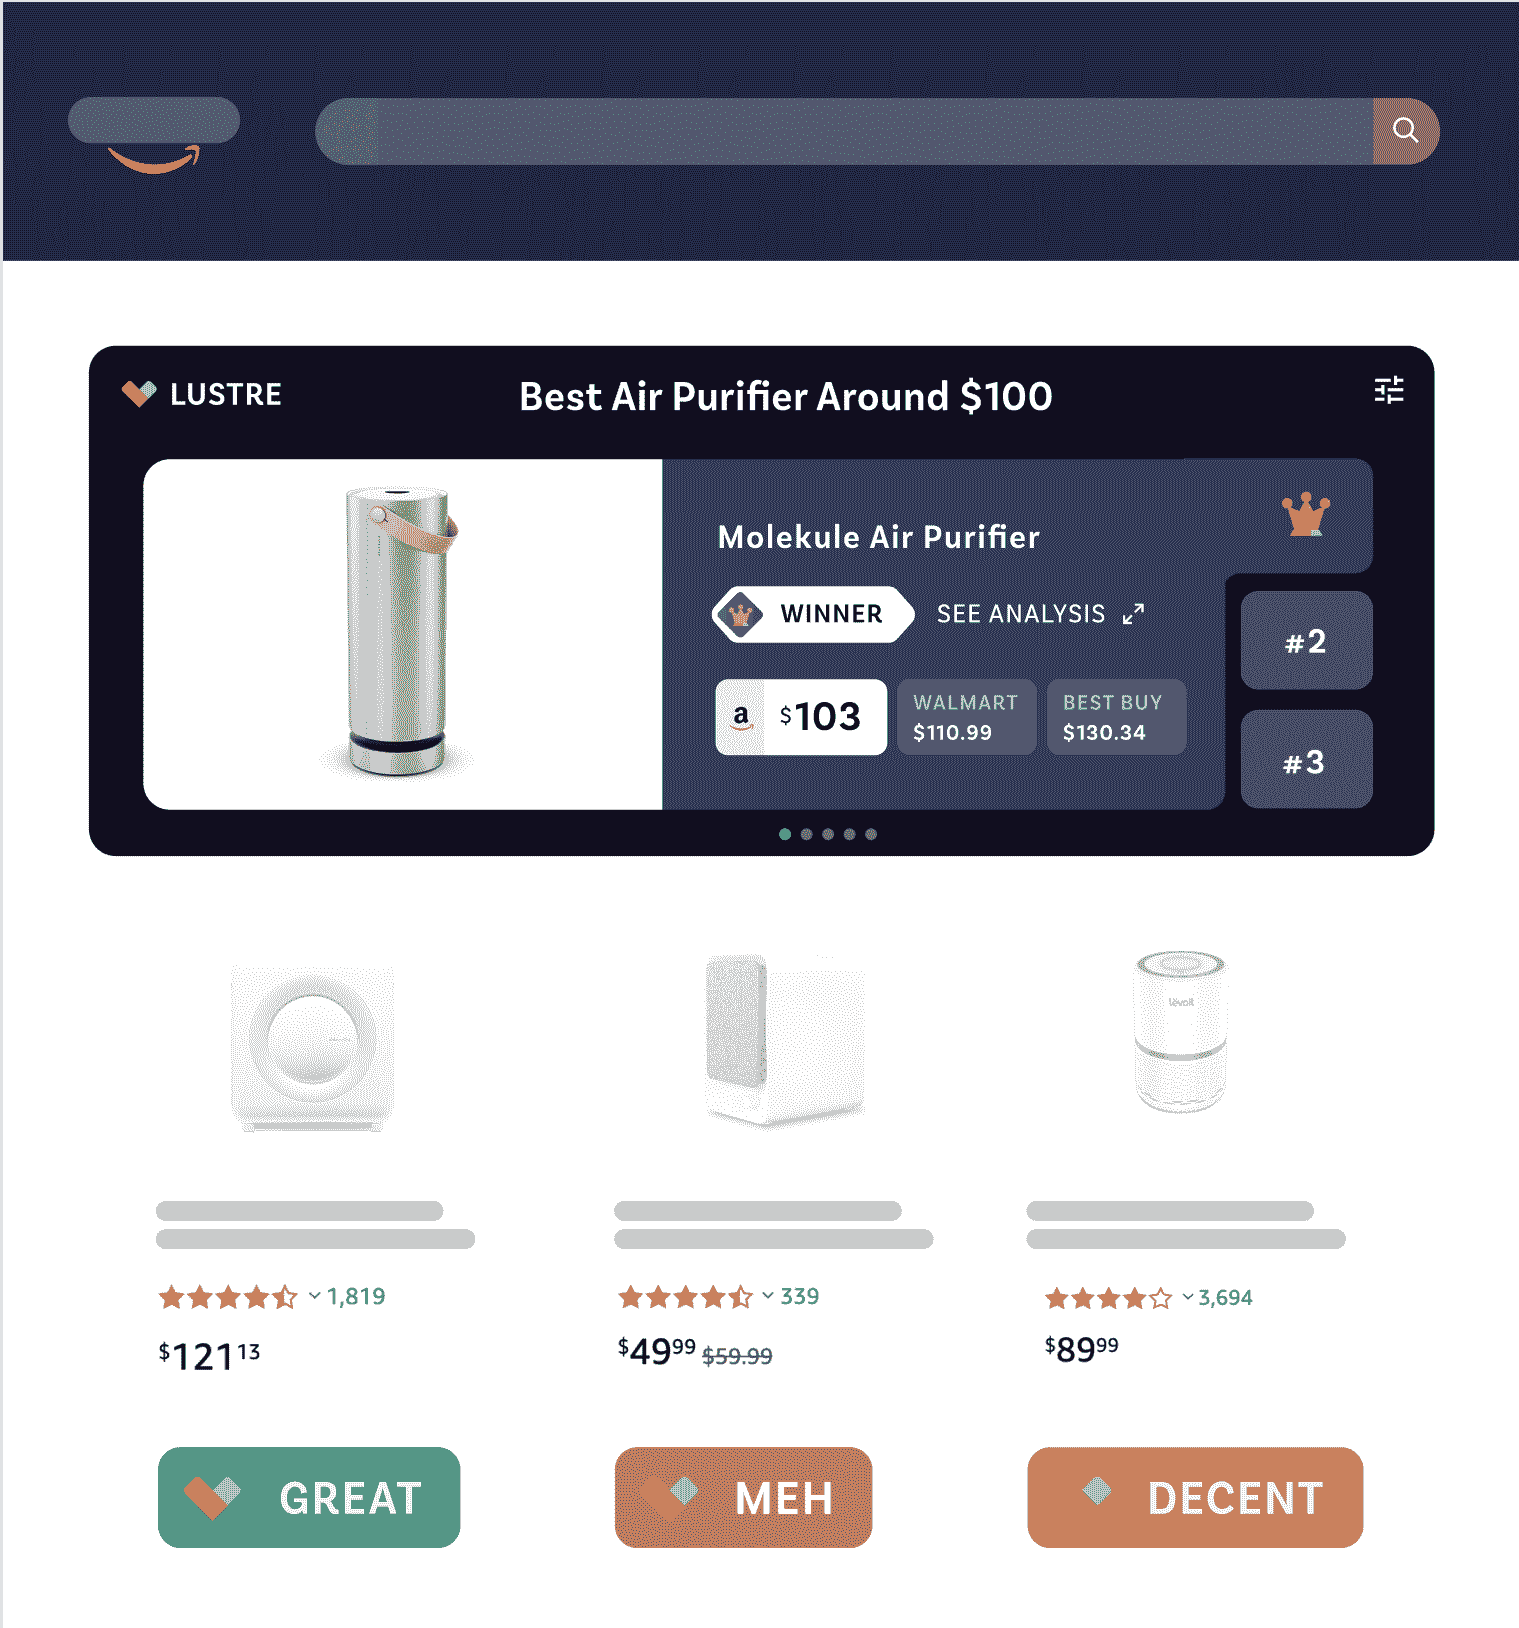 LUSTRE
Best Air Purifier Around $100
Molekule Air Purifier
WINNER
SEE ANALYSIS
a $103
WALMART
$110.99
BEST BUY
$130.34
#2
#3
levoit
1,819
$121 13
339
$49 99 $59.99
3,694
$89 99
GREAT
MEH
DECENT